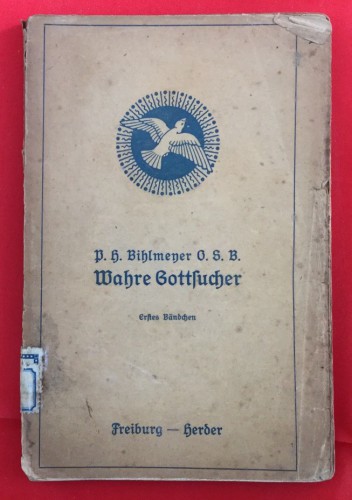 P. H. Bihlmeyer O. S. B.
Wahre Gottsucher
Erstes Bändchen
Freiburg — Herder